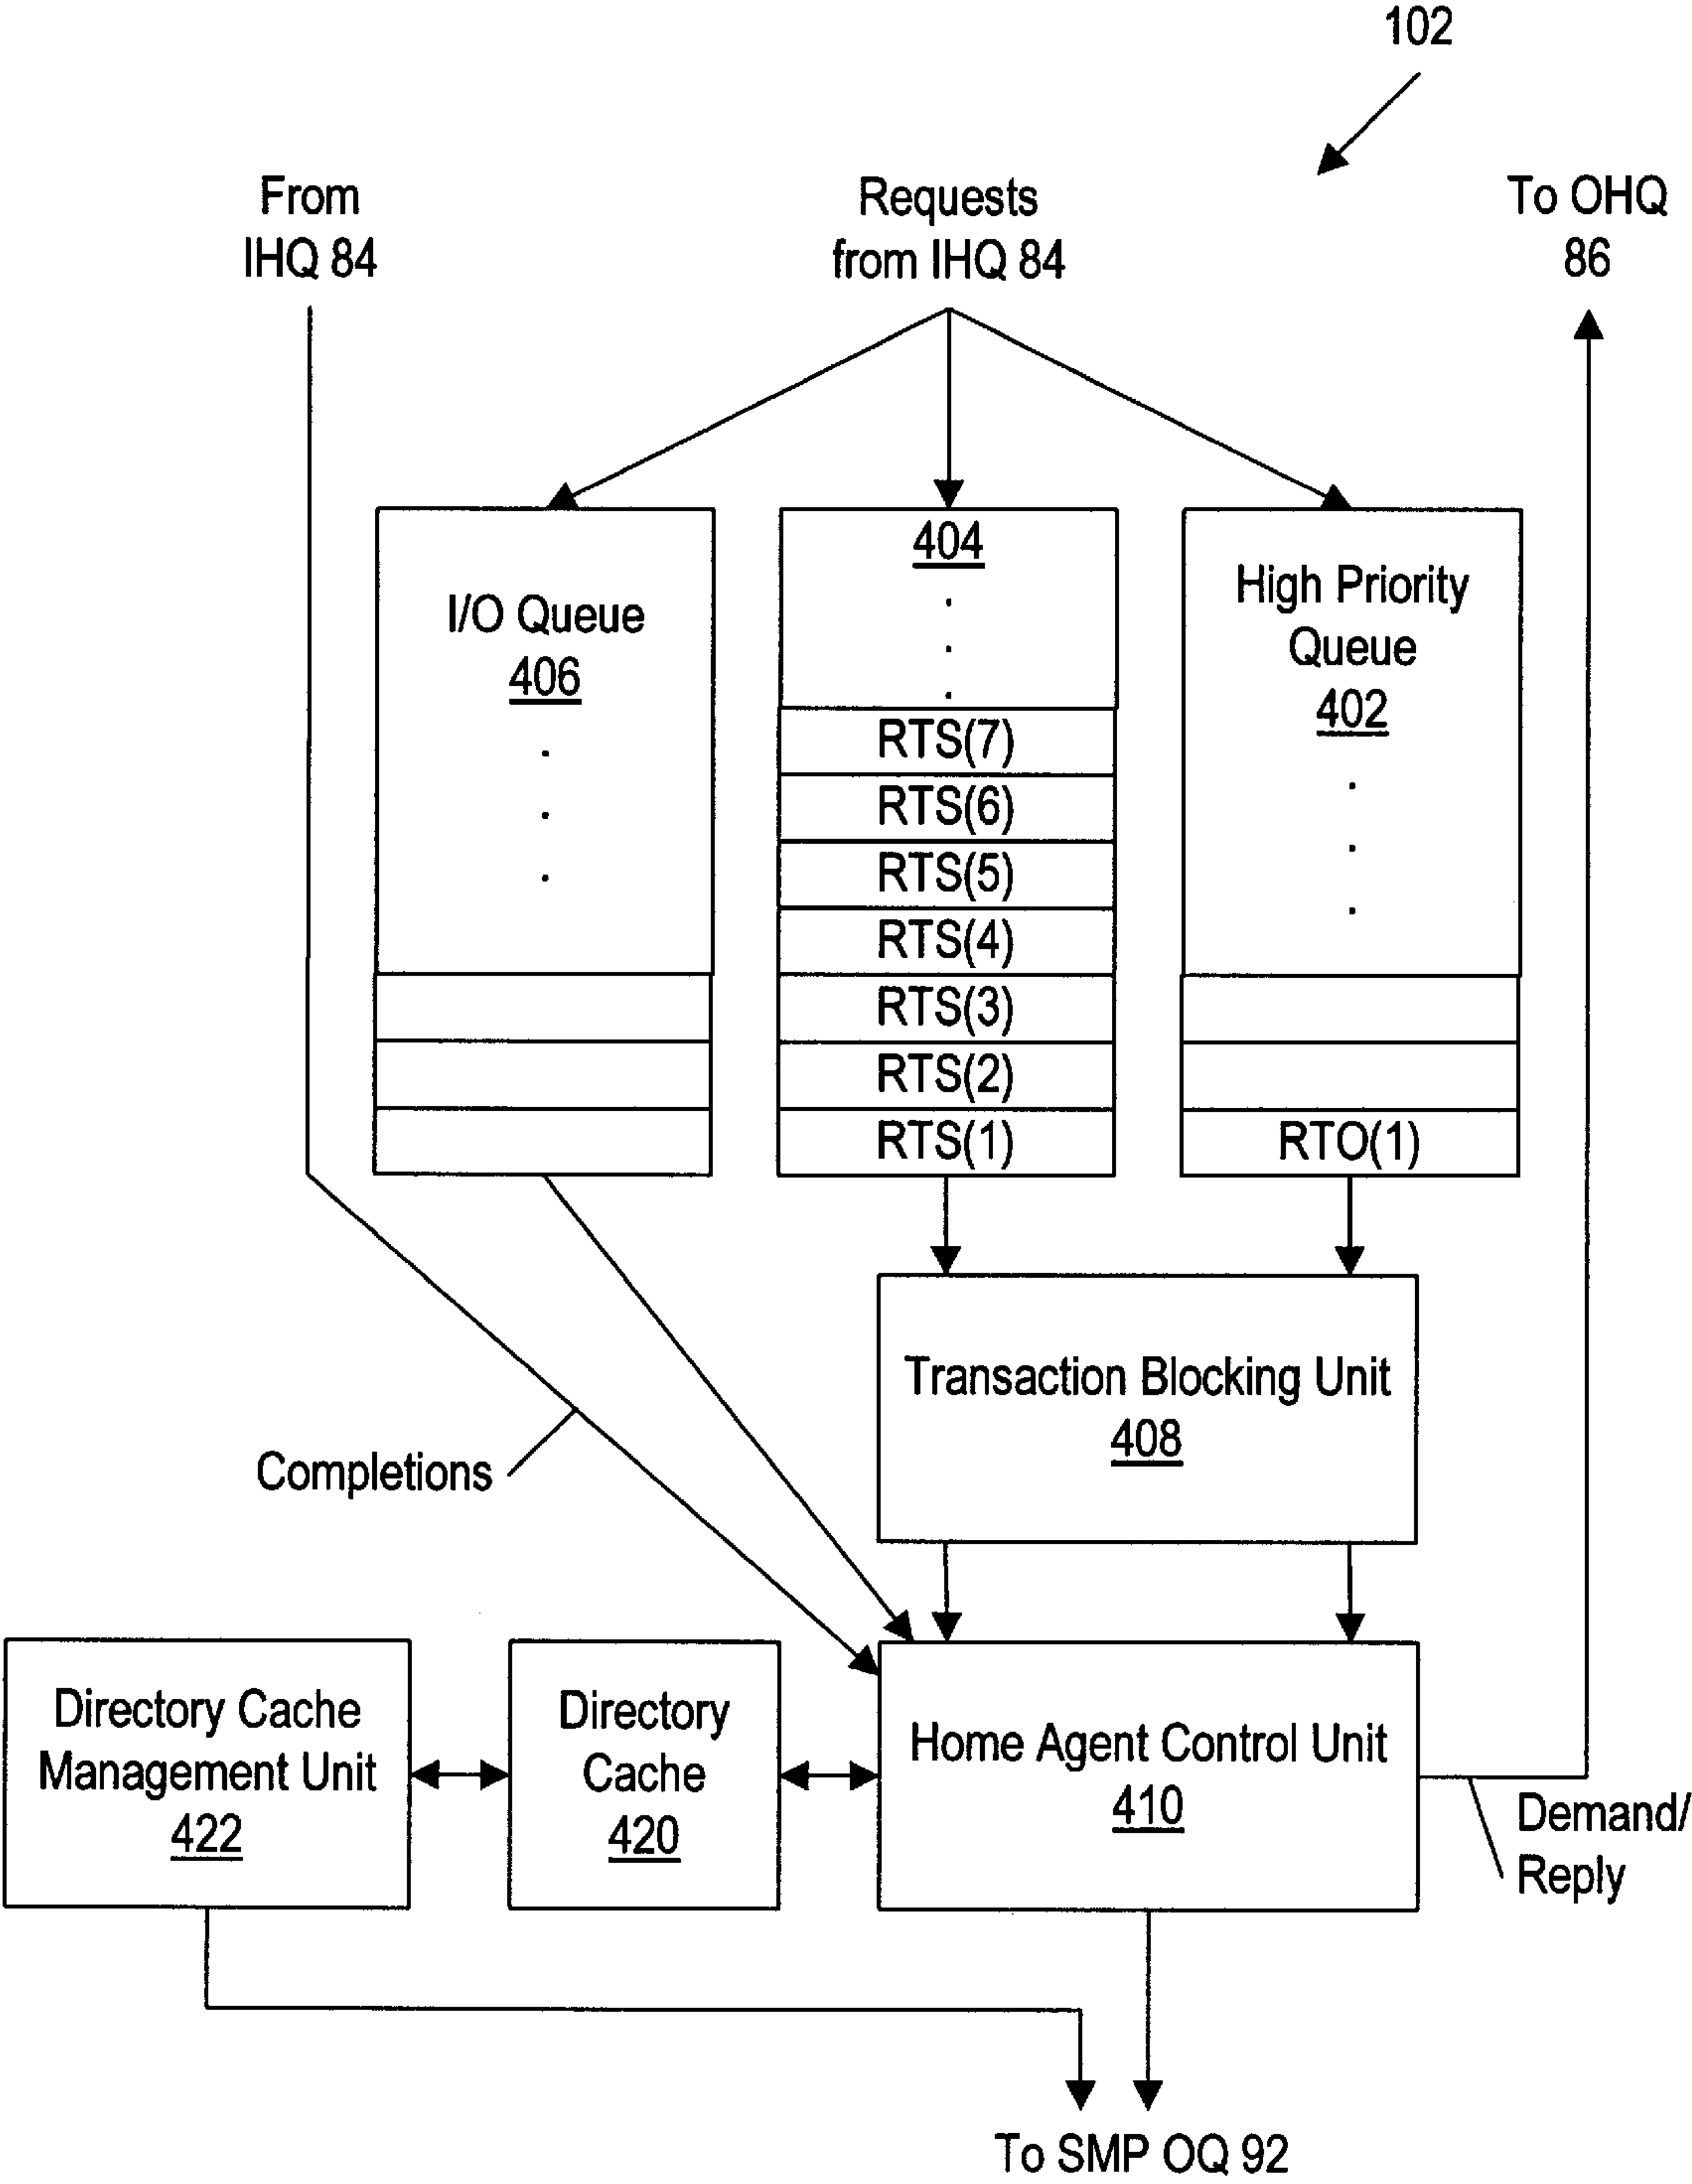 102
From
IHQ 84
Requests
from IHQ 84
To OHQ
86
I/O Queue
406
404
RTS(7)
RTS(6)
RTS(5)
RTS(4)
RTS(3)
RTS(2)
RTS(1)
High Priority
Queue
402
RTO(1)
Transaction Blocking Unit
408
Completions
Directory Cache
Management Unit
422
Directory
Cache
420
Home Agent Control Unit
410
Demand/
Reply
To SMP OQ 92